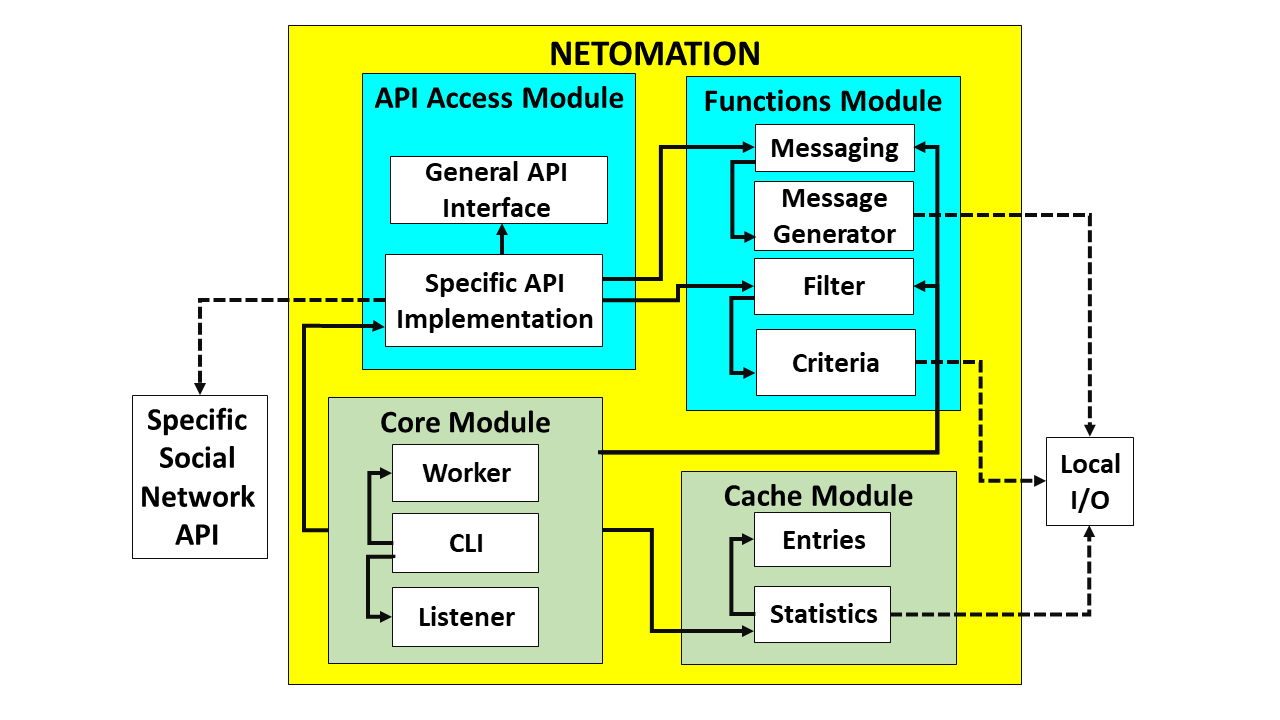 NETOMATION
API Access Module
General API
Interface
Specific API
Implementation
Functions Module
Messaging
Message
Generator
Filter
Criteria
Specific
Social
Network
API
Core Module
Worker
CLI
Listener
Cache Module
Entries
Statistics
Local
I/O